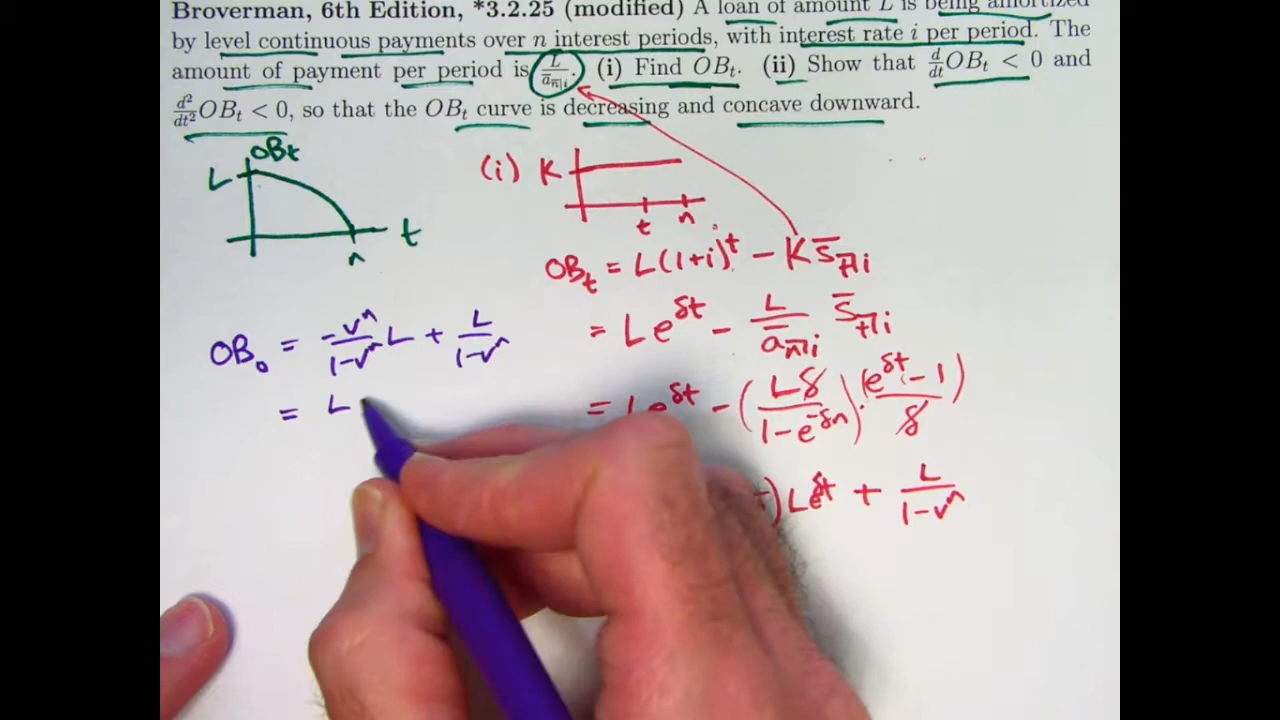 Broverman, 6th Edition, *3.2.25 (modified) A loan of amount L is being amortized
by level continuous payments over n interest periods, with interest rate i per period. The
amount of payment per period is L/a̅_n̅|i. (i) Find OB_t. (ii) Show that d/dt OB_t < 0 and
d²/dt² OB_t < 0, so that the OB_t curve is decreasing and concave downward.
OBt
L
t
n
(i) K
t n
OB_t = L(1+i)^t − K s̅_t̅|i
= Le^δt − L/a̅_n̅|i s̅_t̅|i
= Le^δt − (Lδ/(1−e^−δn)) · (e^δt − 1)/δ
)Le^δt + L/(1−v^n)
OB_0 = −v^n/(1−v^n) L + L/(1−v^n)
= L